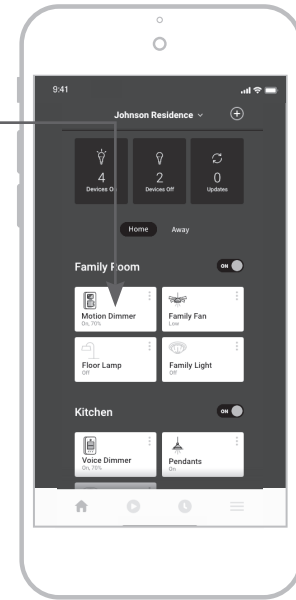 9:41
Johnson Residence
4
Devices On
2
Devices Off
0
Updates
Home Away
Family Room
ON
Motion Dimmer
On, 70%
Family Fan
Low
Floor Lamp
Off
Family Light
Off
Kitchen
ON
Voice Dimmer
On, 75%
Pendants
On